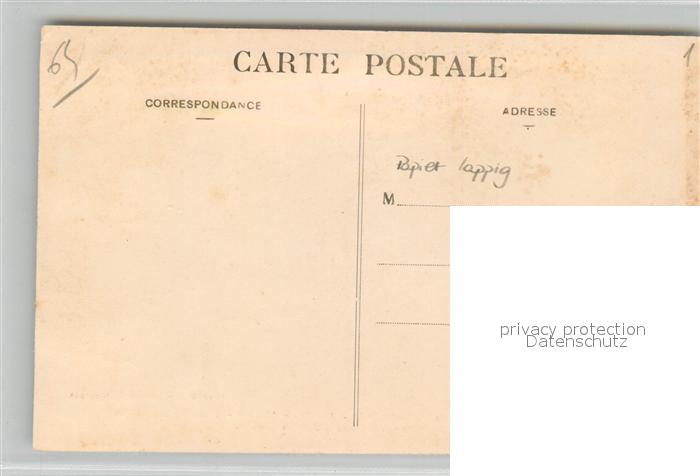 65
1
CARTE POSTALE
CORRESPONDANCE
ADRESSE
Papier lappig
M
privacy protection
Datenschutz